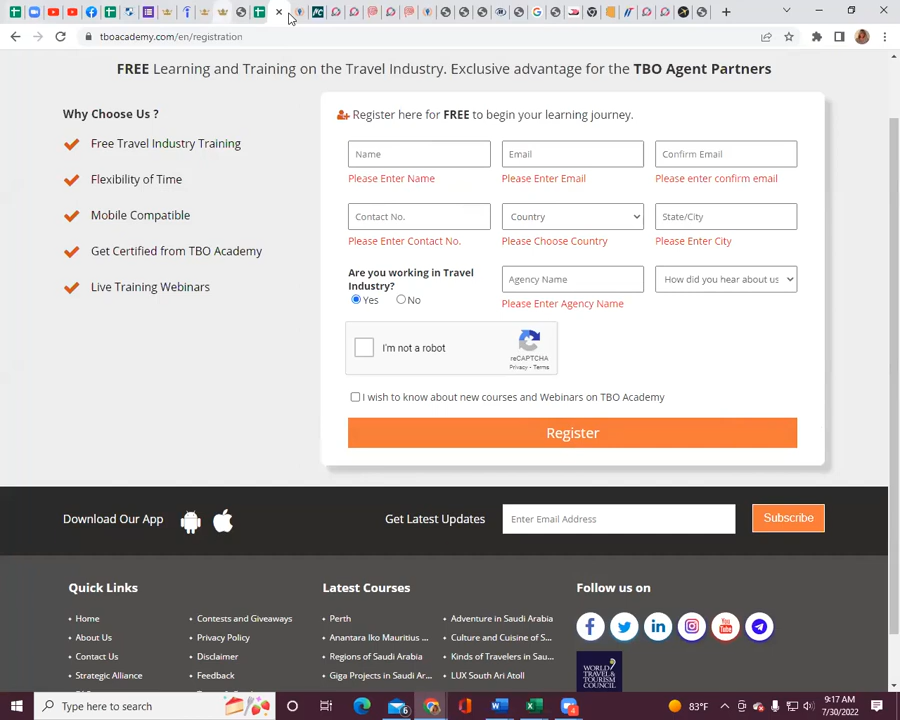 tboacademy.com/en/registration
FREE Learning and Training on the Travel Industry. Exclusive advantage for the TBO Agent Partners
Why Choose Us ?
Free Travel Industry Training
Flexibility of Time
Mobile Compatible
Get Certified from TBO Academy
Live Training Webinars
Register here for FREE to begin your learning journey.
Name Email Confirm Email
Please Enter Name Please Enter Email Please enter confirm email
Contact No. Country State/City
Please Enter Contact No. Please Choose Country Please Enter City
Are you working in Travel Industry?
Yes No
Agency Name How did you hear about us
Please Enter Agency Name
I'm not a robot
reCAPTCHA
Privacy - Terms
I wish to know about new courses and Webinars on TBO Academy
Register
Download Our App Get Latest Updates Enter Email Address Subscribe
Quick Links Latest Courses Follow us on
Home Contests and Giveaways Perth Adventure in Saudi Arabia
About Us Privacy Policy Anantara Iko Mauritius ... Culture and Cuisine of S...
Contact Us Disclaimer Regions of Saudi Arabia Kinds of Travelers in Sau...
Strategic Alliance Feedback Giga Projects in Saudi Ar... LUX South Ari Atoll
WORLD
TRAVEL &
TOURISM
COUNCIL
Type here to search
83°F
9:17 AM
7/30/2022